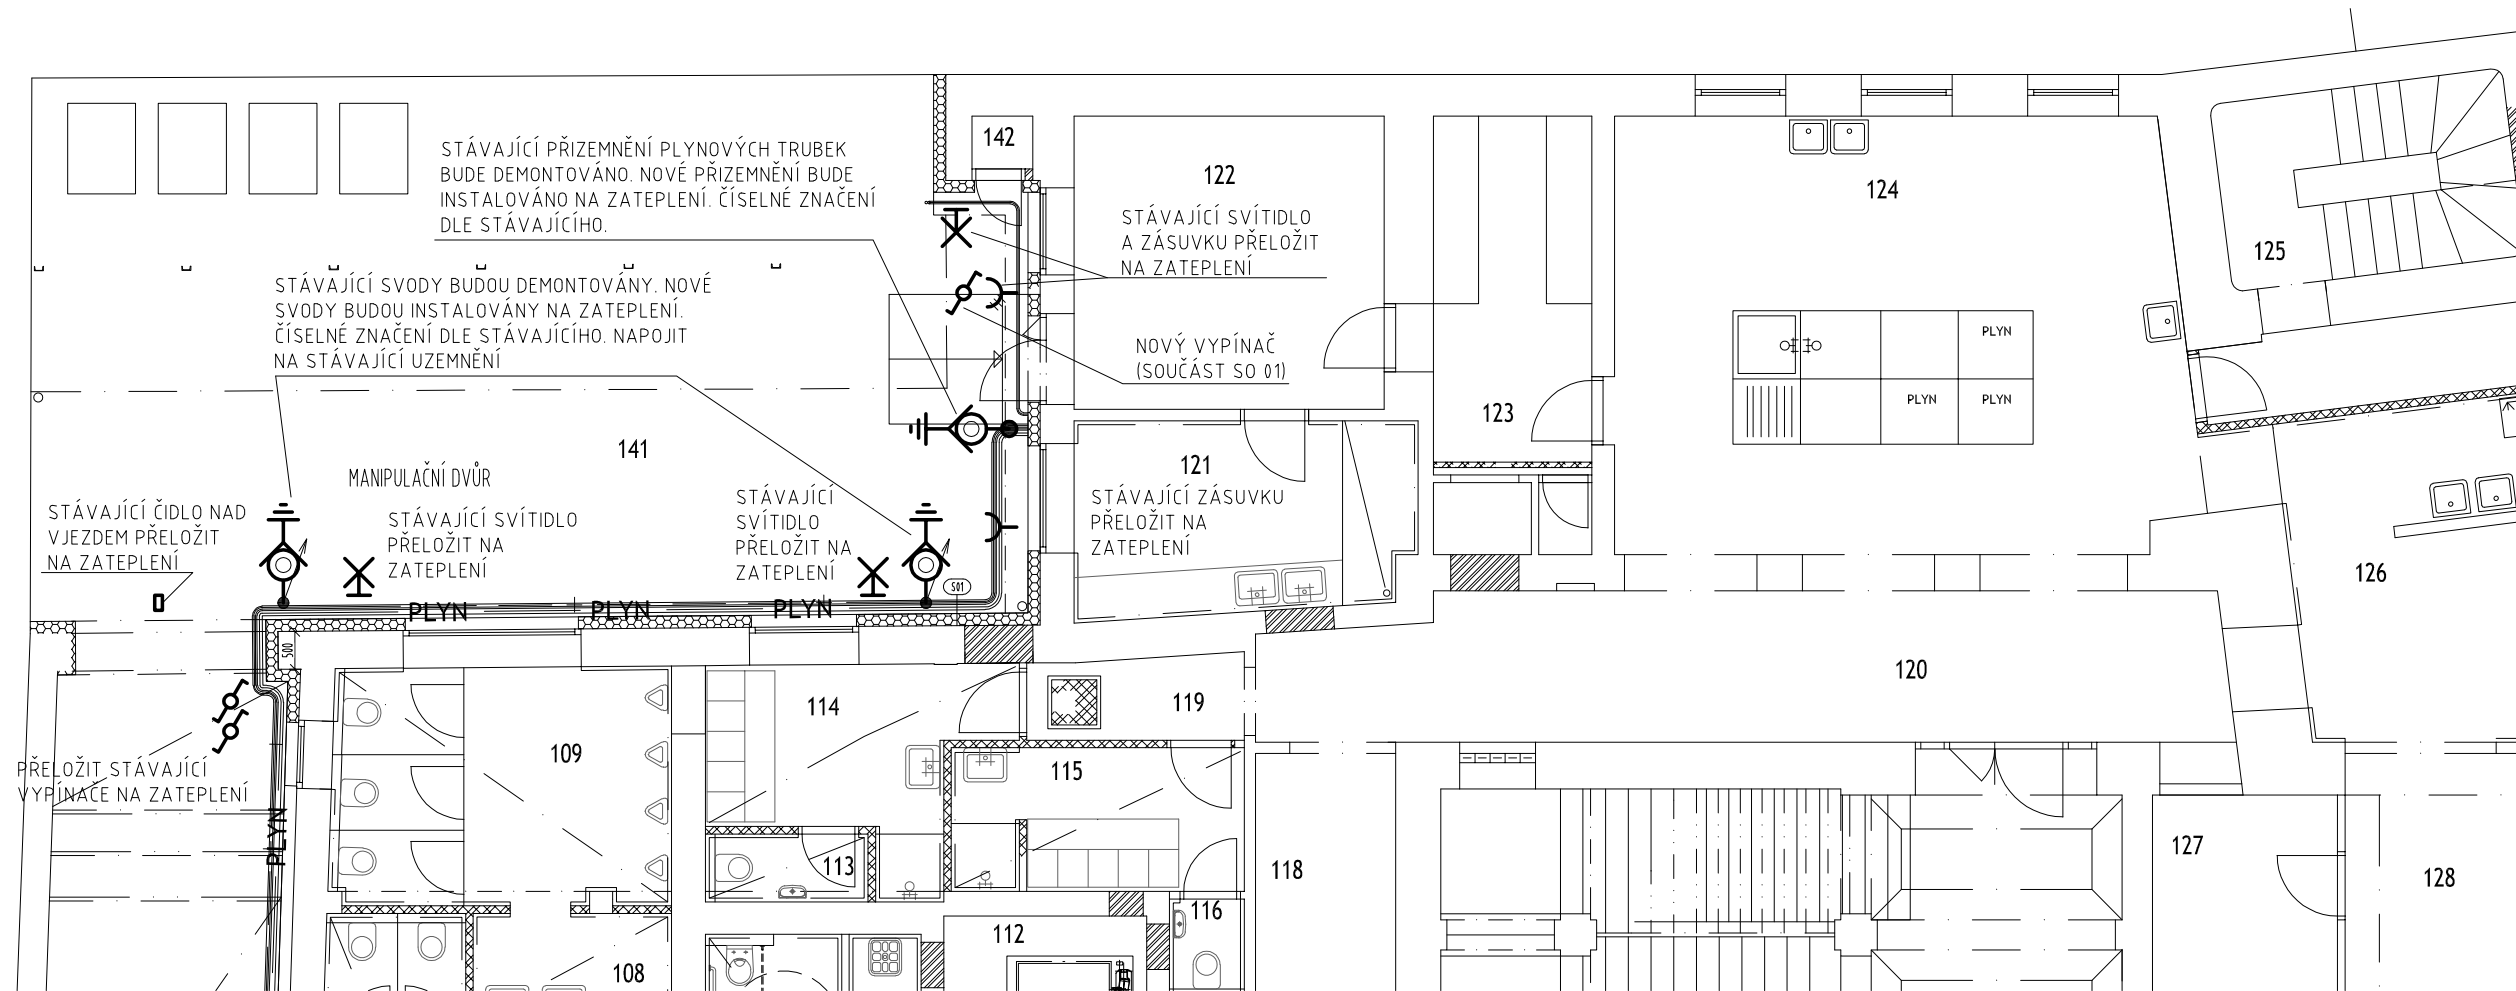 STÁVAJÍCÍ PŘIZEMNĚNÍ PLYNOVÝCH TRUBEK
BUDE DEMONTOVÁNO. NOVÉ PŘIZEMNĚNÍ BUDE
INSTALOVÁNO NA ZATEPLENÍ. ČÍSELNÉ ZNAČENÍ
DLE STÁVAJÍCÍHO.
142
122
STÁVAJÍCÍ SVÍTIDLO
A ZÁSUVKU PŘELOŽIT
NA ZATEPLENÍ
124
125
STÁVAJÍCÍ SVODY BUDOU DEMONTOVÁNY. NOVÉ
SVODY BUDOU INSTALOVÁNY NA ZATEPLENÍ.
ČÍSELNÉ ZNAČENÍ DLE STÁVAJÍCÍHO. NAPOJIT
NA STÁVAJÍCÍ UZEMNĚNÍ
NOVÝ VYPÍNAČ
(SOUČÁST SO 01)
PLYN
PLYN
PLYN
123
141
MANIPULAČNÍ DVŮR
121
STÁVAJÍCÍ ZÁSUVKU
PŘELOŽIT NA
ZATEPLENÍ
STÁVAJÍCÍ ČIDLO NAD
VJEZDEM PŘELOŽIT
NA ZATEPLENÍ
STÁVAJÍCÍ SVÍTIDLO
PŘELOŽIT NA
ZATEPLENÍ
STÁVAJÍCÍ
SVÍTIDLO
PŘELOŽIT NA
ZATEPLENÍ
S01
126
PLYN
PLYN
PLYN
500
120
119
114
109
115
PŘELOŽIT STÁVAJÍCÍ
VYPÍNAČE NA ZATEPLENÍ
PLYN
113
118
127
128
116
112
108